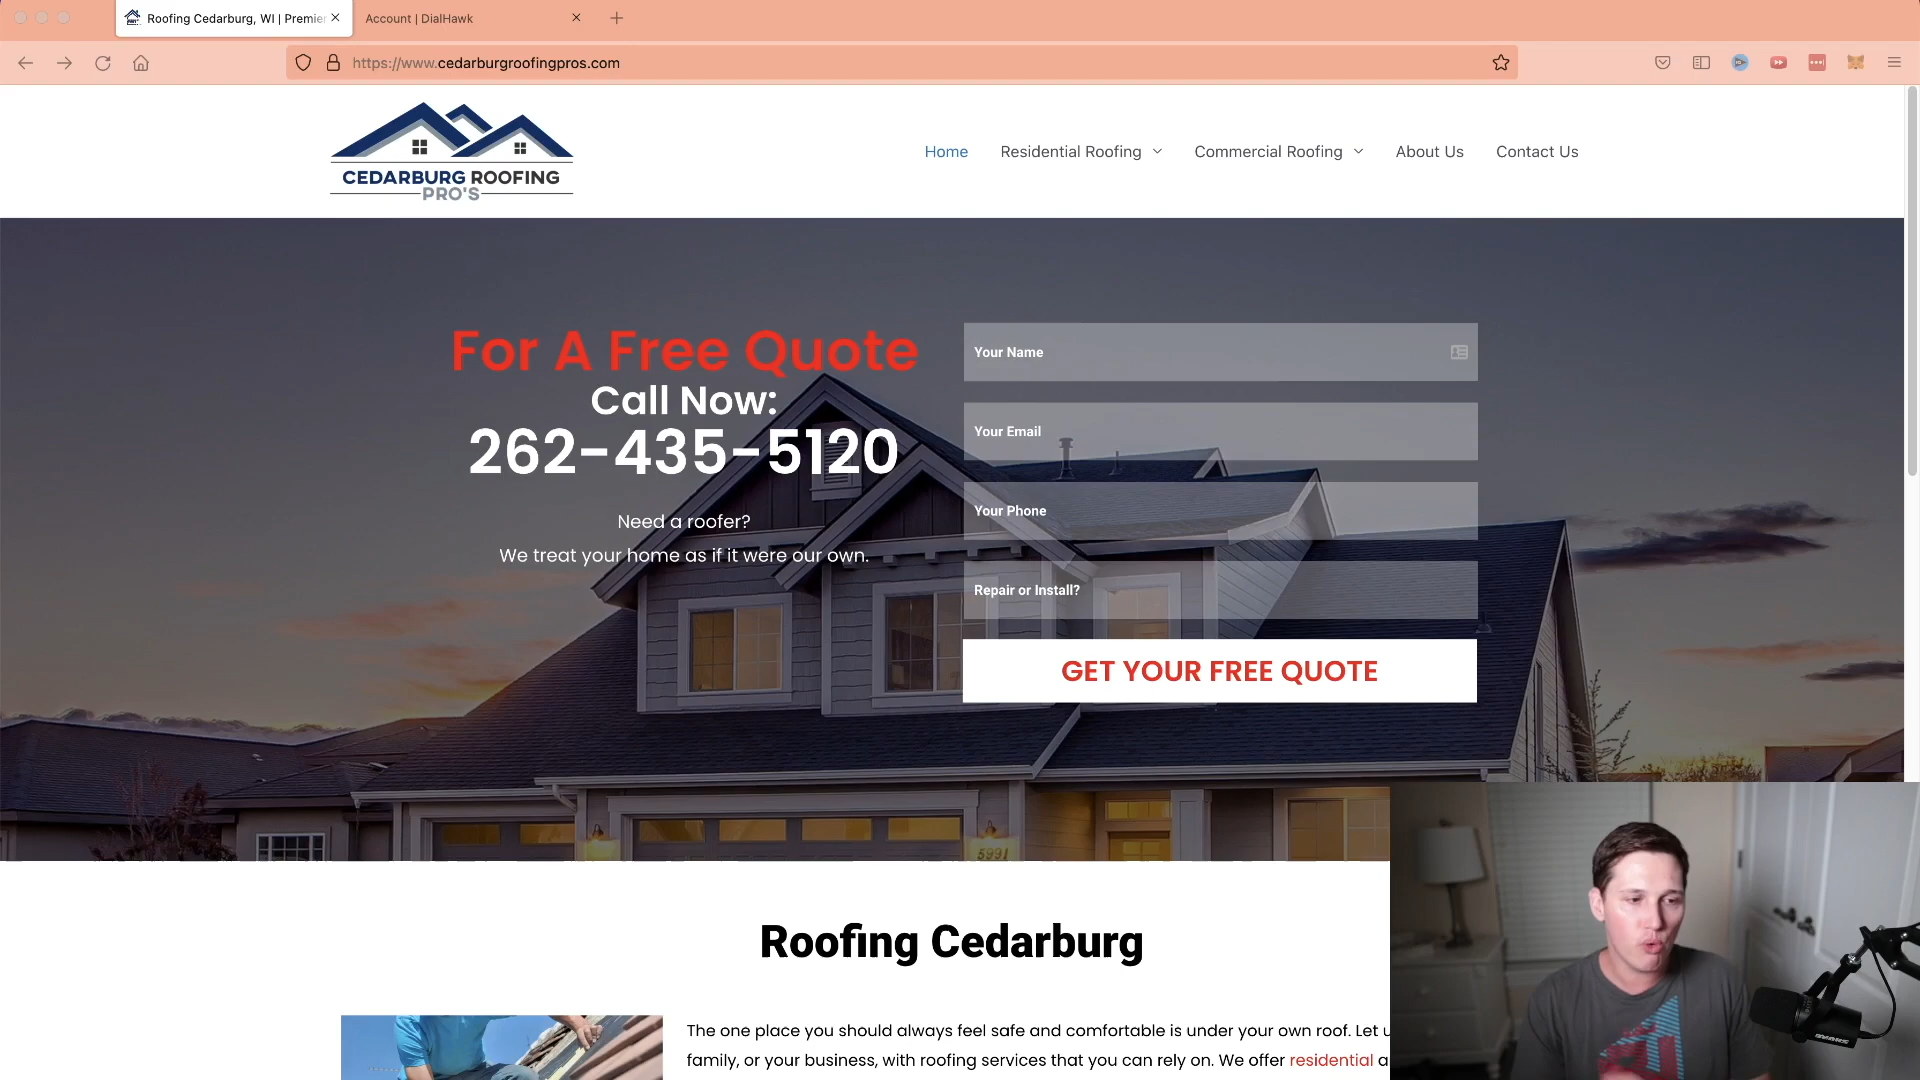 Roofing Cedarburg, WI | Premier
Account | DialHawk
https://www.cedarburgroofingpros.com
CEDARBURG ROOFING
PRO'S
Home
Residential Roofing
Commercial Roofing
About Us
Contact Us
For A Free Quote
Call Now:
262-435-5120
Need a roofer?
We treat your home as if it were our own.
Your Name
Your Email
Your Phone
Repair or Install?
GET YOUR FREE QUOTE
5991
Roofing Cedarburg
The one place you should always feel safe and comfortable is under your own roof. Let u
family, or your business, with roofing services that you can rely on. We offer residential a